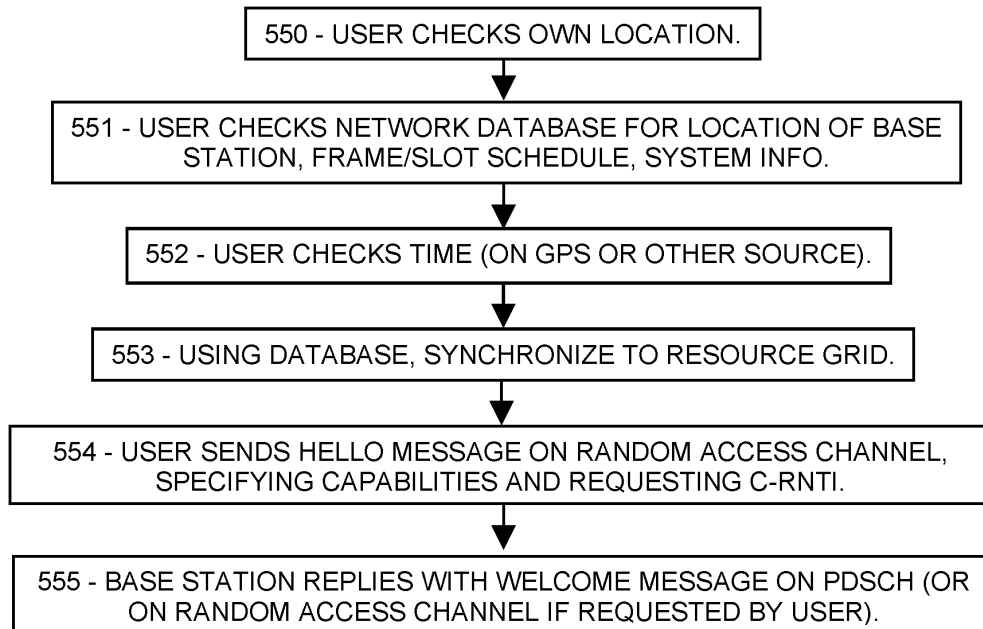 550 - USER CHECKS OWN LOCATION.
551 - USER CHECKS NETWORK DATABASE FOR LOCATION OF BASE
STATION, FRAME/SLOT SCHEDULE, SYSTEM INFO.
552 - USER CHECKS TIME (ON GPS OR OTHER SOURCE).
553 - USING DATABASE, SYNCHRONIZE TO RESOURCE GRID.
554 - USER SENDS HELLO MESSAGE ON RANDOM ACCESS CHANNEL,
SPECIFYING CAPABILITIES AND REQUESTING C-RNTI.
555 - BASE STATION REPLIES WITH WELCOME MESSAGE ON PDSCH (OR
ON RANDOM ACCESS CHANNEL IF REQUESTED BY USER).